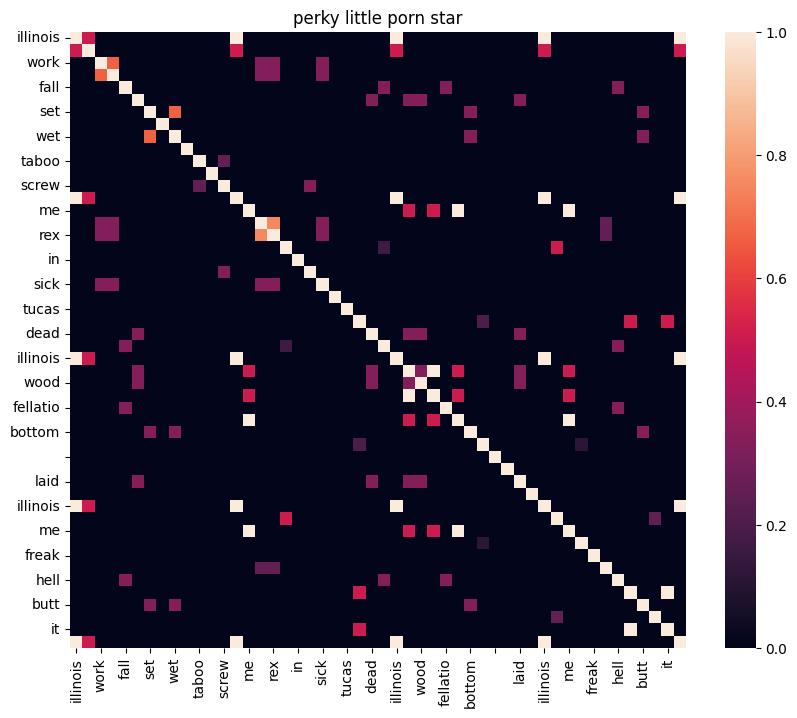 perky little porn star
illinois
work
fall
set
wet
taboo
screw
me
rex
in
sick
tucas
dead
illinois
wood
fellatio
bottom
laid
illinois
me
freak
hell
butt
it
illinois work fall set wet taboo screw me rex in sick tucas dead illinois wood fellatio bottom laid illinois me freak hell butt it
1.0
0.8
0.6
0.4
0.2
0.0